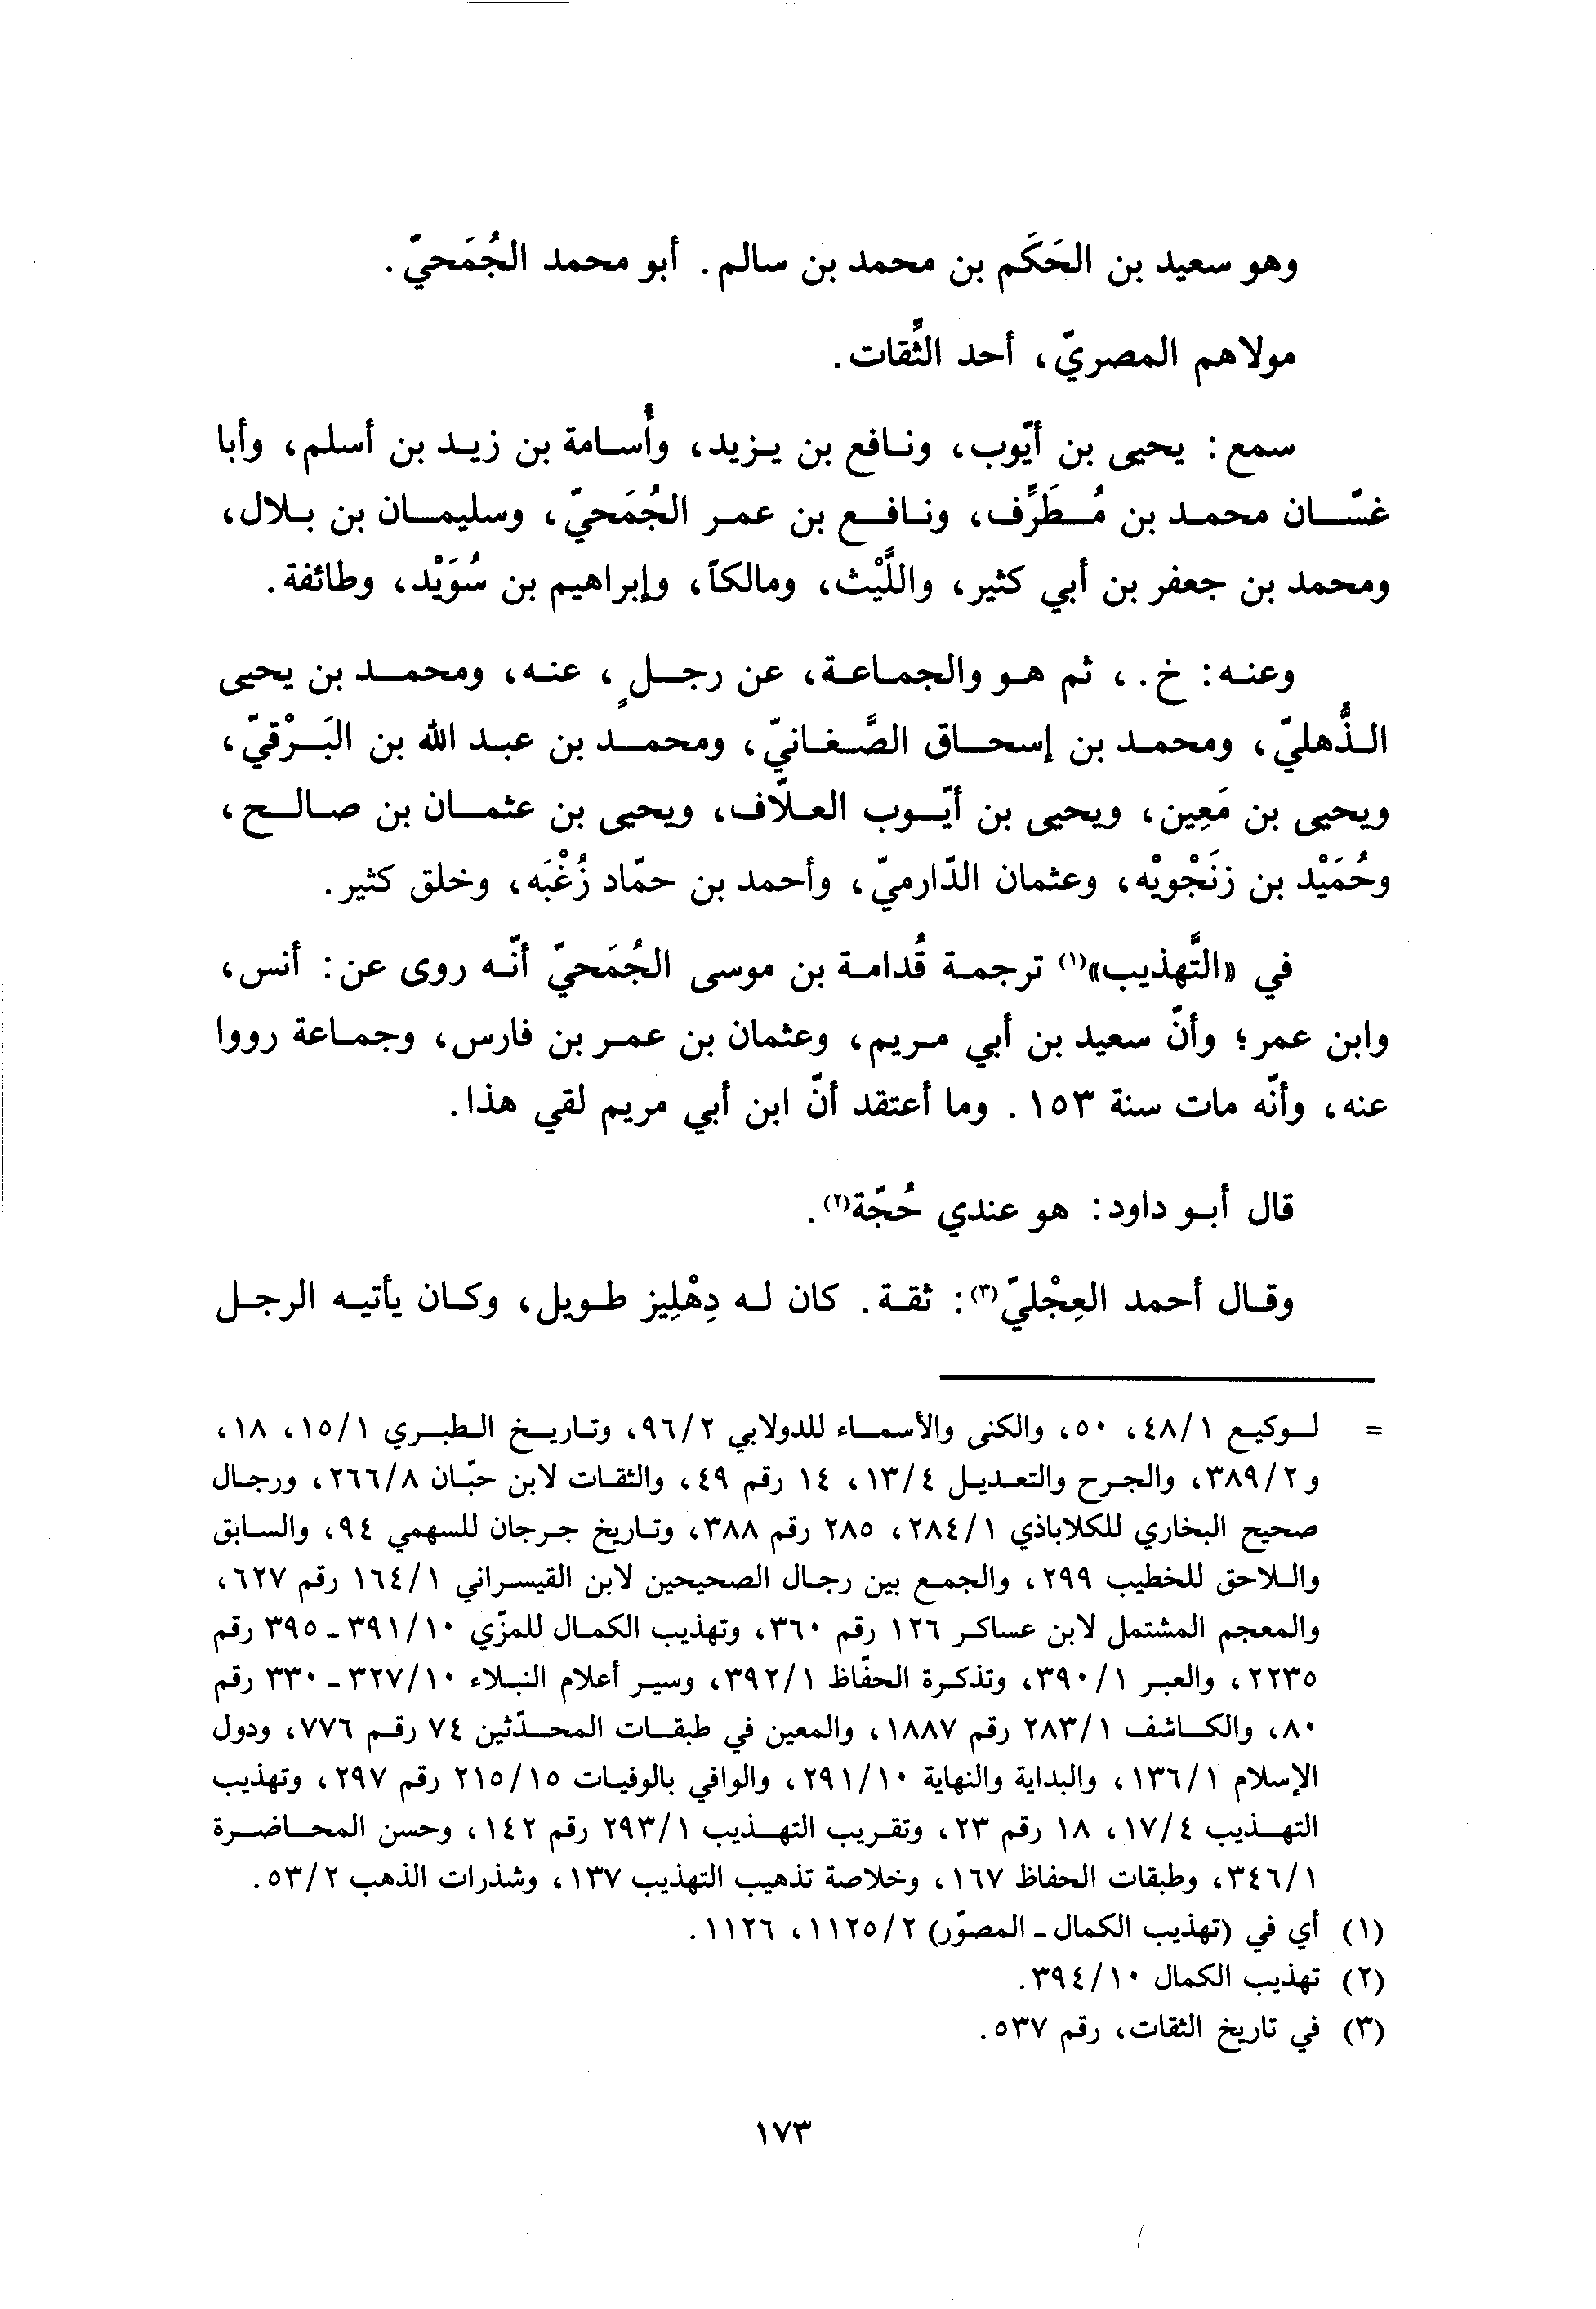 وهو سعيد بن الحَكَم بن محمد بن سالم. أبو محمد الجُمَحيّ.
مولاهم المصريّ، أحد الثّقات.
سمع: يحيى بن أيّوب، ونافع بن يزيد، وأُسامة بن زيد بن أسلم، وأبا
غسّان محمد بن مُطَرِّف، ونافع بن عمر الجُمَحيّ، وسليمان بن بلال،
ومحمد بن جعفر بن أبي كثير، واللَّيْث، ومالكاً، وإبراهيم بن سُوَيْد، وطائفة.
وعنه: خ.، ثم هو والجماعة، عن رجلٍ، عنه، ومحمد بن يحيى
الذُّهليّ، ومحمد بن إسحاق الصَّغانيّ، ومحمد بن عبد الله بن البَرْقيّ،
ويحيى بن مَعِين، ويحيى بن أيّوب العلّاف، ويحيى بن عثمان بن صالح،
وحُمَيْد بن زنَجْويْه، وعثمان الدّارميّ، وأحمد بن حمّاد زُغْبَه، وخلق كثير.
في «التَّهذيب»(١) ترجمة قُدامة بن موسى الجُمَحيّ أنّه روى عن: أنس،
وابن عمر؛ وأنّ سعيد بن أبي مريم، وعثمان بن عمر بن فارس، وجماعة رووا
عنه، وأنّه مات سنة ١٥٣. وما أعتقد أنّ ابن أبي مريم لقي هذا.
قال أبو داود: هو عندي حُجّة(٢).
وقال أحمد العِجْليّ(٣): ثقة. كان له دِهْلِيز طويل، وكان يأتيه الرجل
= لوكيع ١/٤٨، ٥٠، والكنى والأسماء للدولابي ٢/٩٦، وتاريخ الطبري ١/١٥، ١٨،
و٢/٣٨٩، والجرح والتعديل ٤/١٣، ١٤ رقم ٤٩، والثقات لابن حبّان ٨/٢٦٦، ورجال
صحيح البخاري للكلاباذي ١/٢٨٤، ٢٨٥ رقم ٣٨٨، وتاريخ جرجان للسهمي ٩٤، والسابق
واللاحق للخطيب ٢٩٩، والجمع بين رجال الصحيحين لابن القيسراني ١/١٦٤ رقم ٦٢٧،
والمعجم المشتمل لابن عساكر ١٢٦ رقم ٣٦٠، وتهذيب الكمال للمزّي ١٠/٣٩١ - ٣٩٥ رقم
٢٢٣٥، والعبر ١/٣٩٠، وتذكرة الحفّاظ ١/٣٩٢، وسير أعلام النبلاء ١٠/٣٢٧ - ٣٣٠ رقم
٨٠، والكاشف ١/٢٨٣ رقم ١٨٨٧، والمعين في طبقات المحدّثين ٧٤ رقم ٧٧٦، ودول
الإسلام ١/١٣٦، والبداية والنهاية ١٠/٢٩١، والوافي بالوفيات ١٥/٢١٥ رقم ٢٩٧، وتهذيب
التهذيب ٤/١٧، ١٨ رقم ٢٣، وتقريب التهذيب ١/٢٩٣ رقم ١٤٢، وحسن المحاضرة
١/٣٤٦، وطبقات الحفاظ ١٦٧، وخلاصة تذهيب التهذيب ١٣٧، وشذرات الذهب ٢/٥٣.
(١) أي في (تهذيب الكمال - المصوّر) ٢/١١٢٥، ١١٢٦.
(٢) تهذيب الكمال ١٠/٣٩٤.
(٣) في تاريخ الثقات، رقم ٥٣٧.
١٧٣